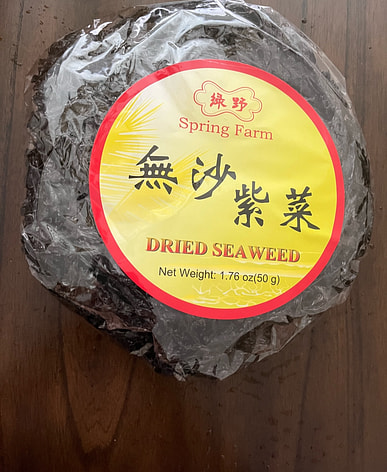 綠野
Spring Farm
無沙紫菜
DRIED SEAWEED
Net Weight: 1.76 oz(50 g)